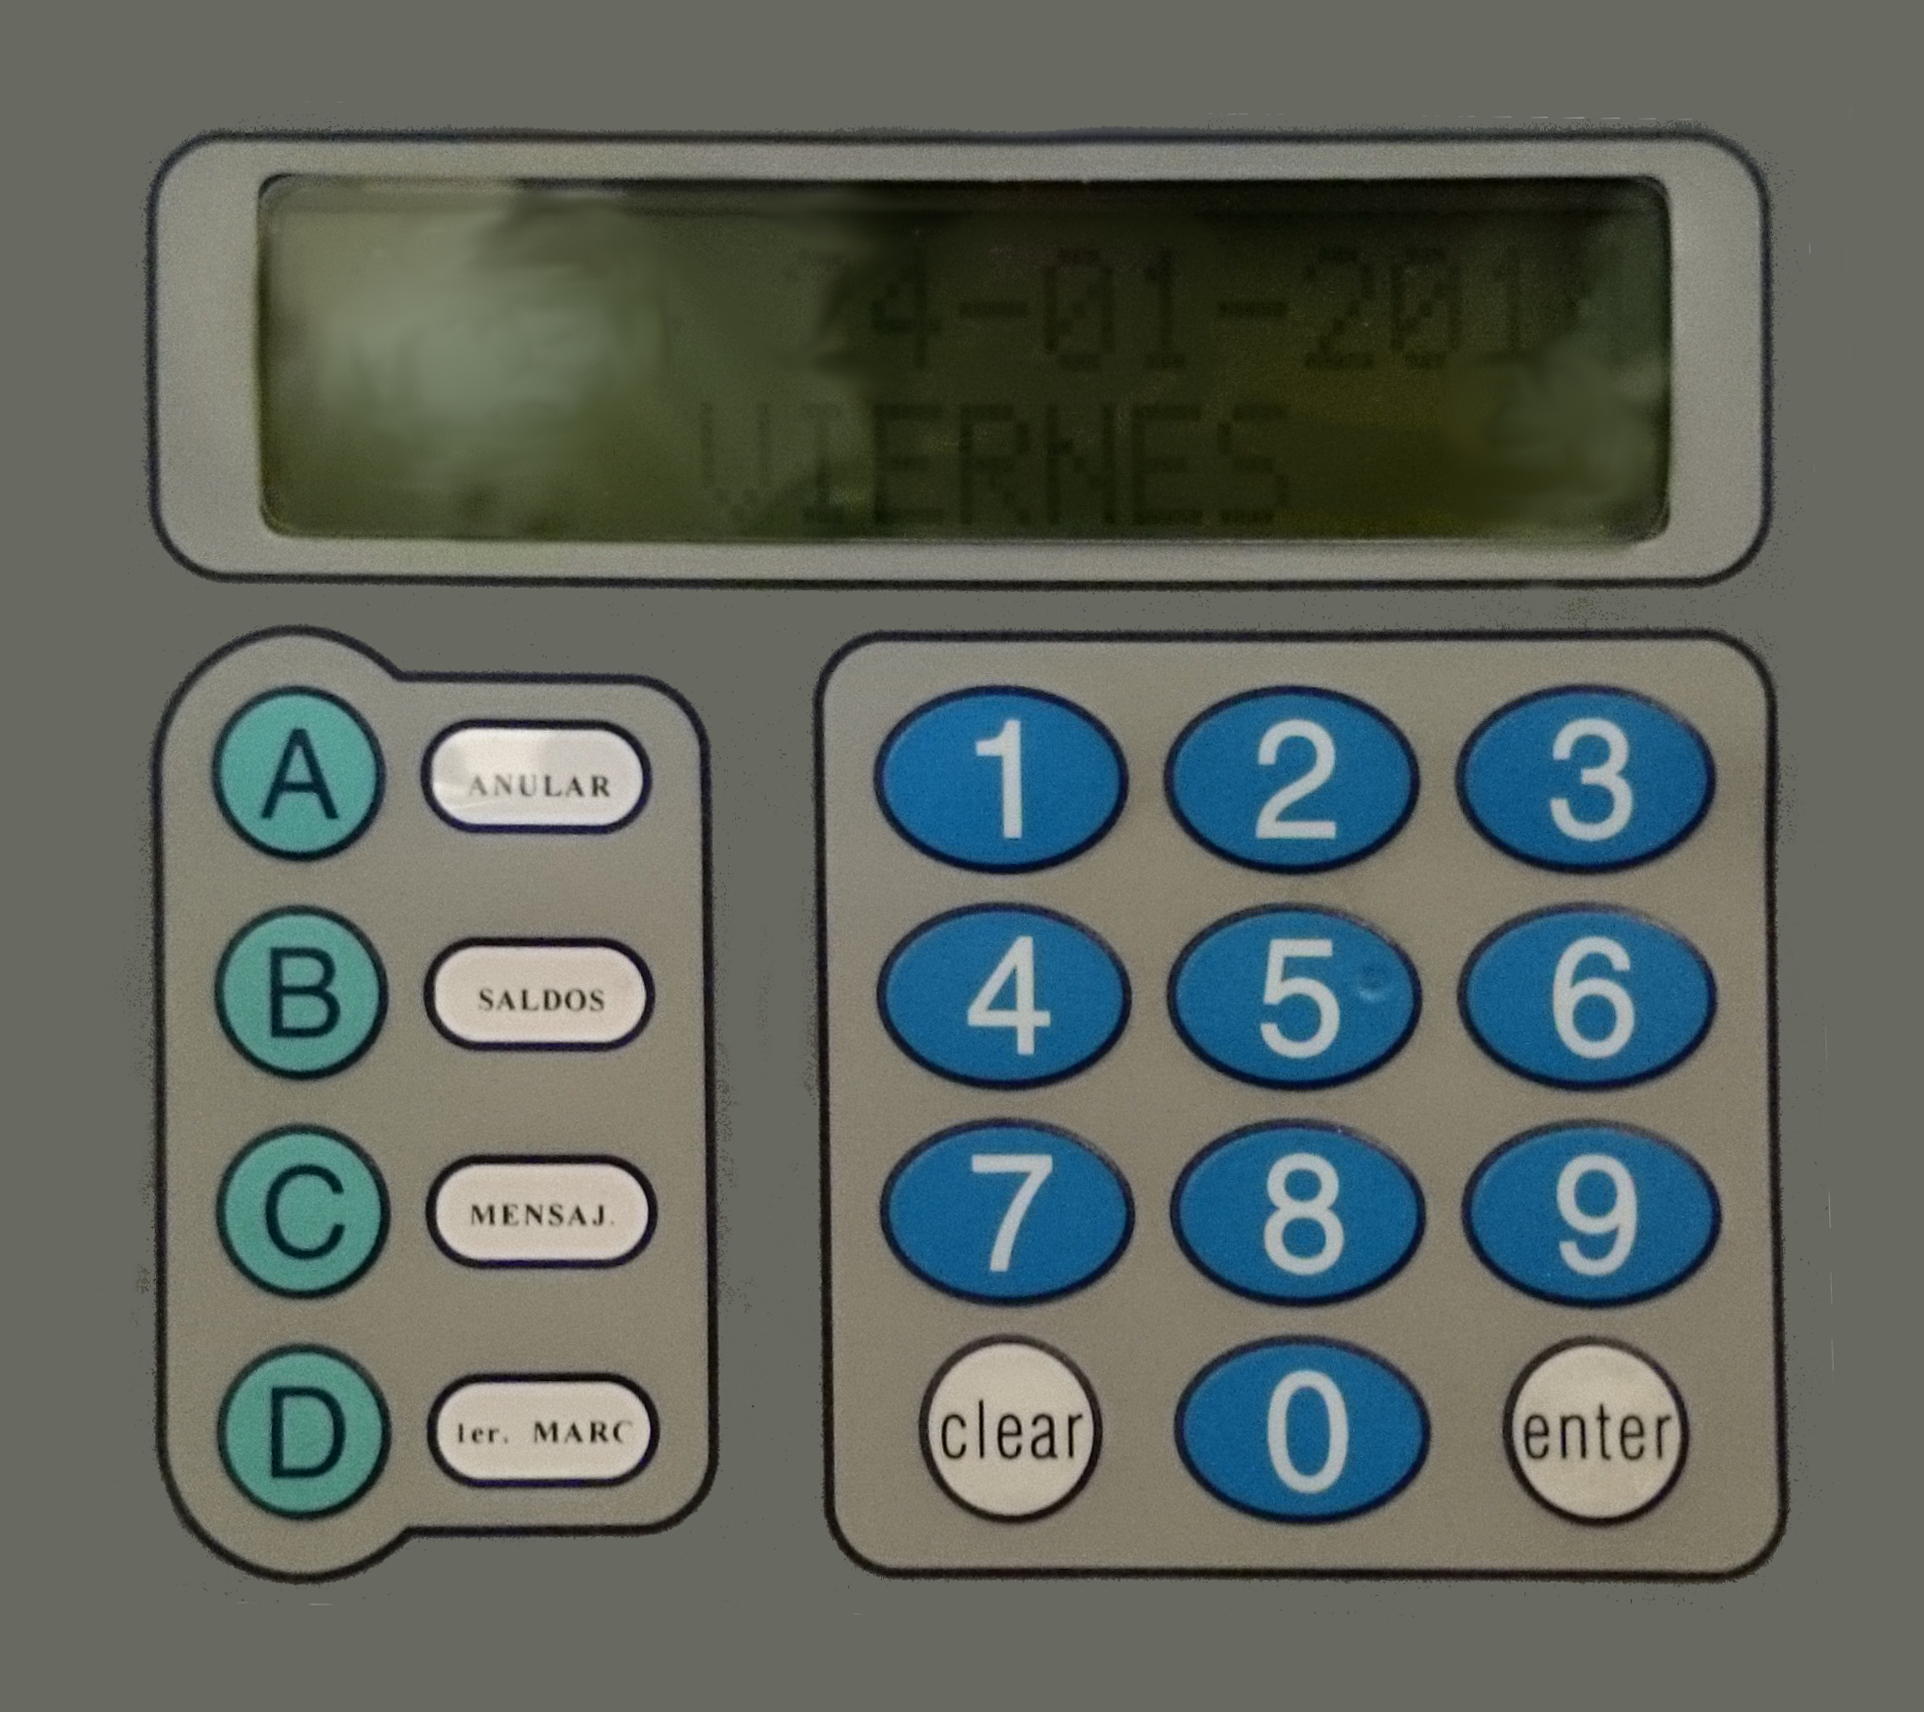 24-01-201
VIERNES
A ANULAR
B SALDOS
C MENSAJ.
D 1er. MARC
1 2 3
4 5 6
7 8 9
clear 0 enter